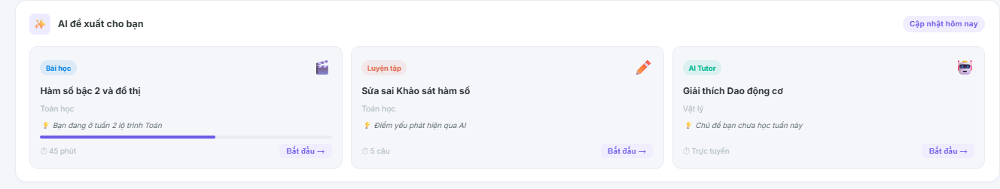 AI đề xuất cho bạn
Cập nhật hôm nay
Bài học
Hàm số bậc 2 và đồ thị
Toán học
Bạn đang ở tuần 2 lộ trình Toán
45 phút
Bắt đầu →
Luyện tập
Sửa sai Khảo sát hàm số
Toán học
Điểm yếu phát hiện qua AI
5 câu
Bắt đầu →
AI Tutor
Giải thích Dao động cơ
Vật lý
Chủ đề bạn chưa học tuần này
Trực tuyến
Bắt đầu →